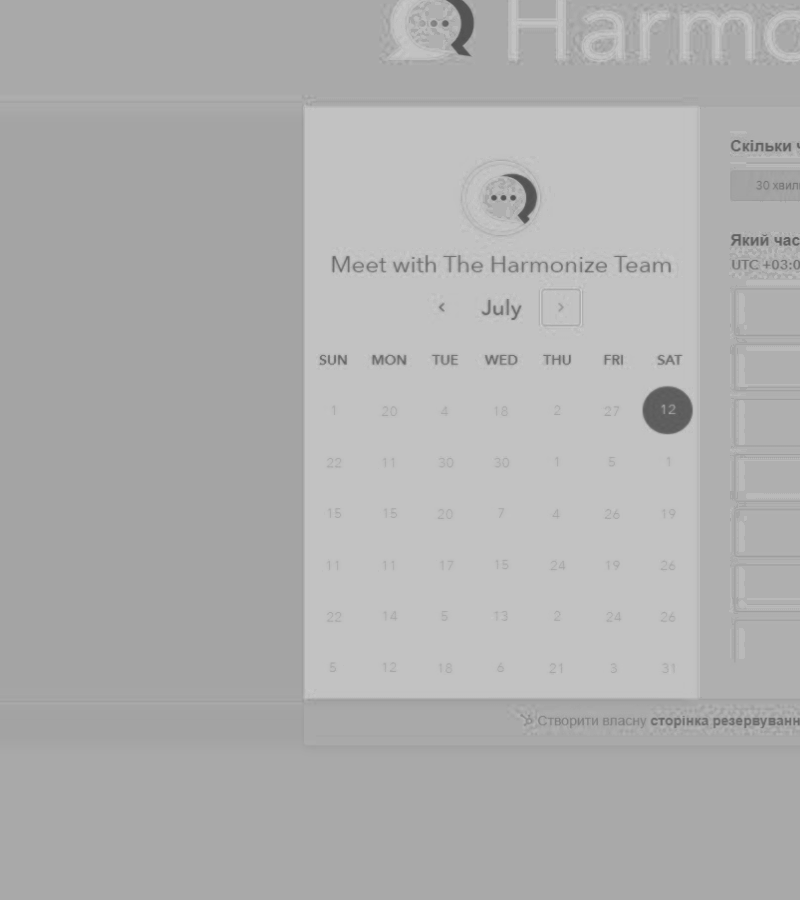 Harmo
Скільки ч
30 хвил
Meet with The Harmonize Team
Який час
UTC +03:0
July
SUN MON TUE WED THU FRI SAT
1 20 4 18 2 27 12
22 11 30 30 1 5 1
15 15 20 7 4 26 19
11 11 17 15 24 19 26
22 14 5 13 2 24 26
5 12 18 6 21 3 31
Створити власну сторінка резервуванн